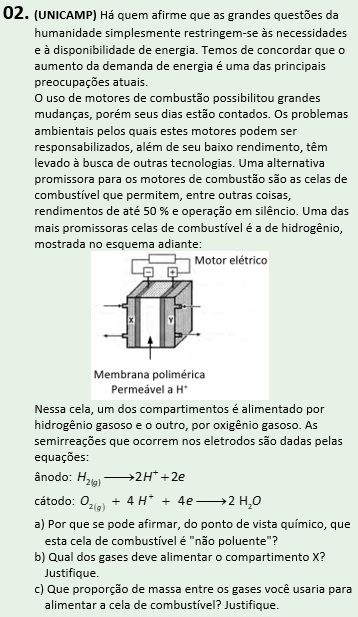 02. (UNICAMP) Há quem afirme que as grandes questões da
humanidade simplesmente restringem-se às necessidades
e à disponibilidade de energia. Temos de concordar que o
aumento da demanda de energia é uma das principais
preocupações atuais.
O uso de motores de combustão possibilitou grandes
mudanças, porém seus dias estão contados. Os problemas
ambientais pelos quais estes motores podem ser
responsabilizados, além de seu baixo rendimento, têm
levado à busca de outras tecnologias. Uma alternativa
promissora para os motores de combustão são as celas de
combustível que permitem, entre outras coisas,
rendimentos de até 50 % e operação em silêncio. Uma das
mais promissoras celas de combustível é a de hidrogênio,
mostrada no esquema adiante:
Motor elétrico
− +
X Y
Membrana polimérica
Permeável a H⁺
Nessa cela, um dos compartimentos é alimentado por
hidrogênio gasoso e o outro, por oxigênio gasoso. As
semirreações que ocorrem nos eletrodos são dadas pelas
equações:
ânodo: H₂₍g₎ ⟶ 2H⁺ + 2e
cátodo: O₂₍g₎ + 4 H⁺ + 4e ⟶ 2 H₂O
a) Por que se pode afirmar, do ponto de vista químico, que
esta cela de combustível é "não poluente"?
b) Qual dos gases deve alimentar o compartimento X?
Justifique.
c) Que proporção de massa entre os gases você usaria para
alimentar a cela de combustível? Justifique.